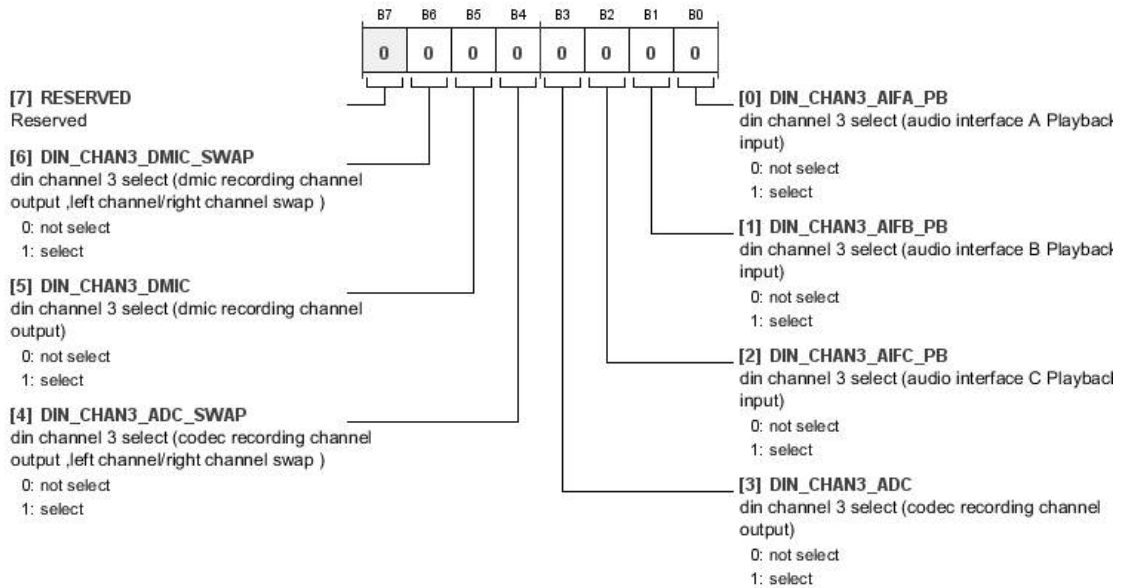 B7 B6 B5 B4 B3 B2 B1 B0
0 0 0 0 0 0 0 0
[7] RESERVED
Reserved
[6] DIN_CHAN3_DMIC_SWAP
din channel 3 select (dmic recording channel
output ,left channel/right channel swap )
0: not select
1: select
[5] DIN_CHAN3_DMIC
din channel 3 select (dmic recording channel
output)
0: not select
1: select
[4] DIN_CHAN3_ADC_SWAP
din channel 3 select (codec recording channel
output ,left channel/right channel swap )
0: not select
1: select
[0] DIN_CHAN3_AIFA_PB
din channel 3 select (audio interface A Playback
input)
0: not select
1: select
[1] DIN_CHAN3_AIFB_PB
din channel 3 select (audio interface B Playback
input)
0: not select
1: select
[2] DIN_CHAN3_AIFC_PB
din channel 3 select (audio interface C Playback
input)
0: not select
1: select
[3] DIN_CHAN3_ADC
din channel 3 select (codec recording channel
output)
0: not select
1: select